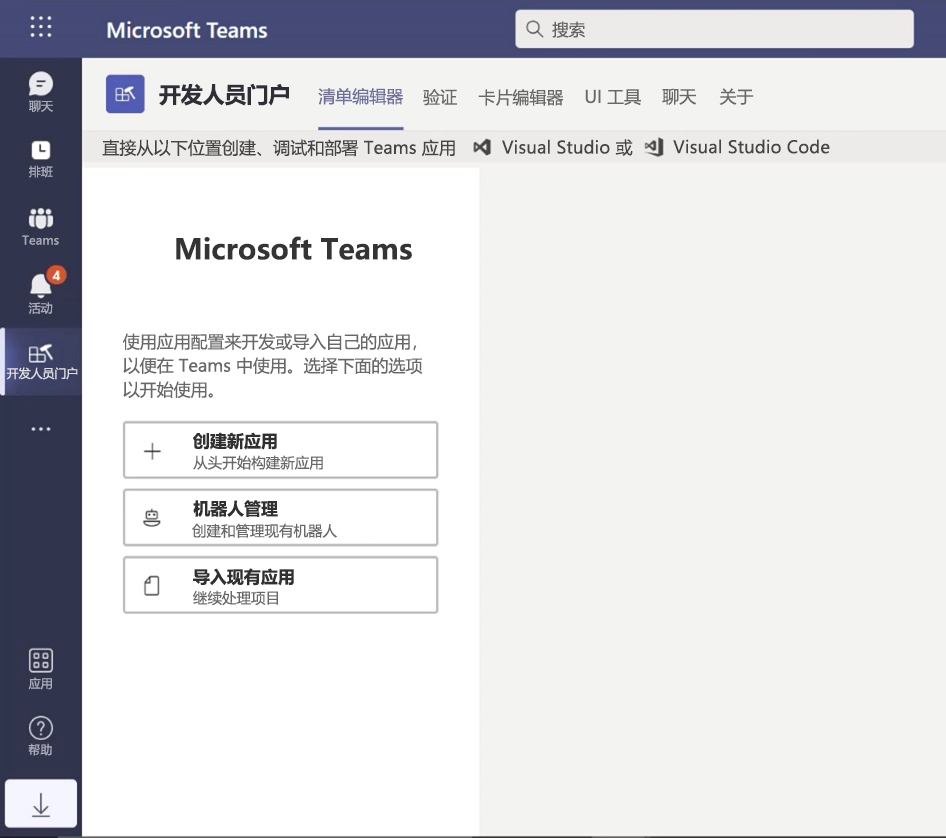 Microsoft Teams
搜索
聊天
排班
Teams
4
活动
开发人员门户
应用
帮助
开发人员门户
清单编辑器 验证 卡片编辑器 UI 工具 聊天 关于
直接从以下位置创建、调试和部署 Teams 应用 Visual Studio 或 Visual Studio Code
Microsoft Teams
使用应用配置来开发或导入自己的应用,
以便在 Teams 中使用。选择下面的选项
以开始使用。
创建新应用
从头开始构建新应用
机器人管理
创建和管理现有机器人
导入现有应用
继续处理项目